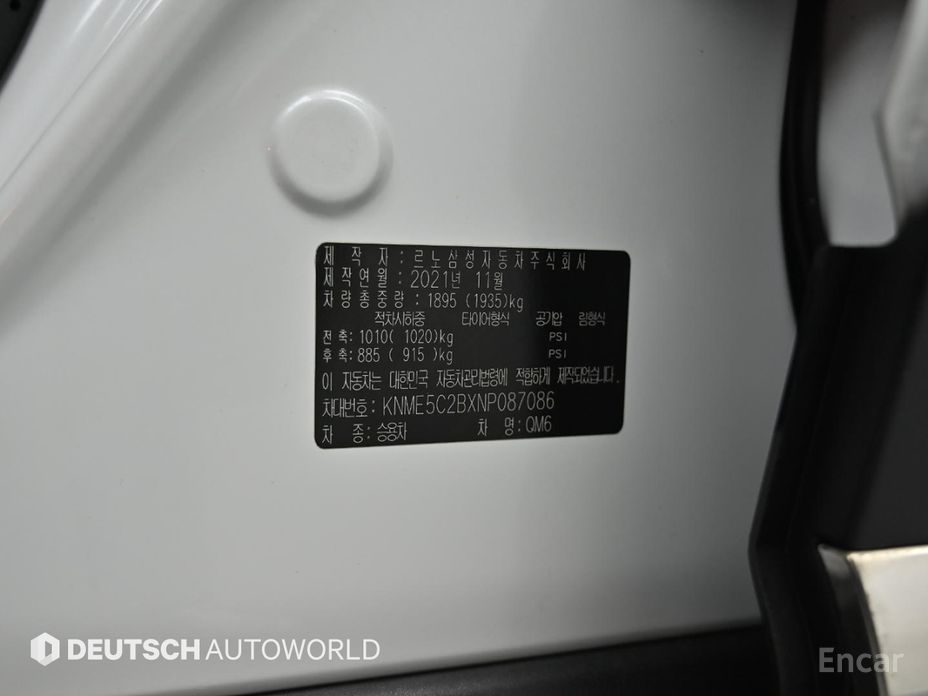 제 작 자 : 르노삼성자동차주식회사
제작연월 : 2021년 11월
차량총중량 : 1895 (1935)kg
적차시하중 타이어형식 공기압 림형식
전축: 1010( 1020)kg PSI
후축: 885( 915 )kg PSI
이 자동차는 대한민국 자동차관리법령에 적합하게 제작되었습니다.
차대번호: KNME5C2BXNP087086
차 종: 승용차 차 명: QM6
DEUTSCH AUTOWORLD
Encar